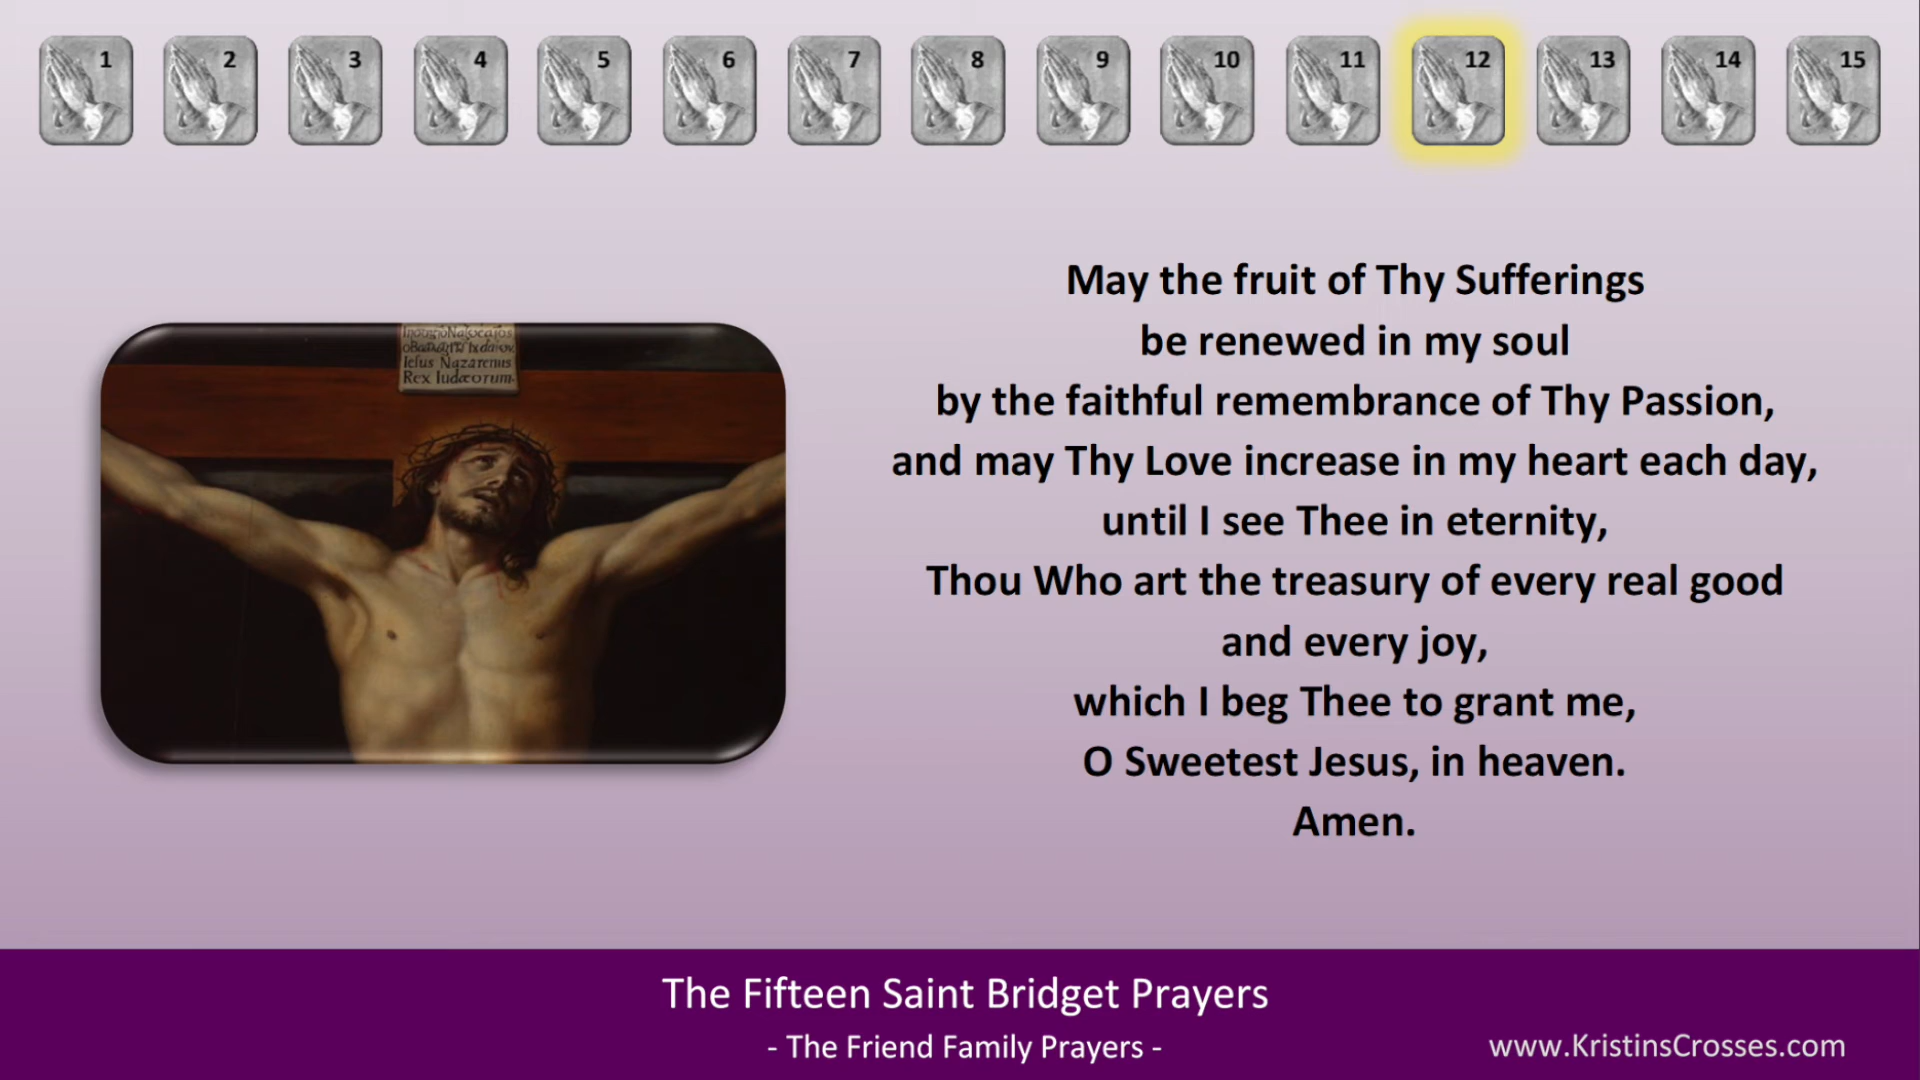 1 2 3 4 5 6 7 8 9 10 11 12 13 14 15
Iesus Nazarenus
Rex Iudæorum
May the fruit of Thy Sufferings
be renewed in my soul
by the faithful remembrance of Thy Passion,
and may Thy Love increase in my heart each day,
until I see Thee in eternity,
Thou Who art the treasury of every real good
and every joy,
which I beg Thee to grant me,
O Sweetest Jesus, in heaven.
Amen.
The Fifteen Saint Bridget Prayers
- The Friend Family Prayers -
www.KristinsCrosses.com